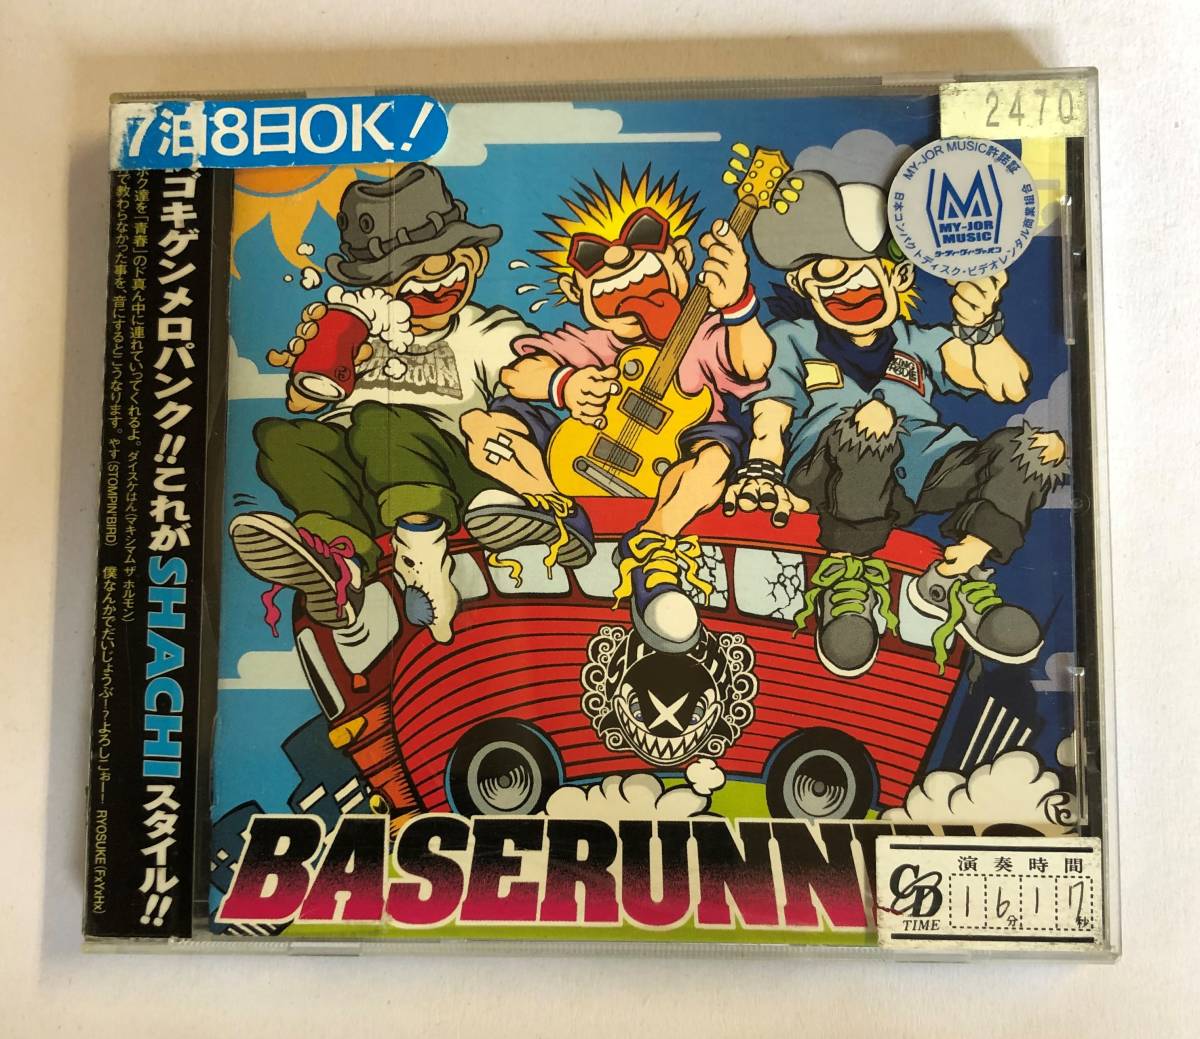 7泊8日OK!
2470
MY-JOR MUSIC許諾証
MY-JOR
MUSIC
日本コンパクトディスク・ビデオレンタル商業組合
ゴキゲンメロパンク!!これがSHACHIスタイル!!
ボク達を「青春」のド真ん中に連れていってくれるよ。ダイスケはん(マキシマム ザ ホルモン)
で教わらなかった事を、音にするとこうなります。やす(STOMPIN'BIRD)
僕なんかでだいじょうぶ!?よろしこぉー! RYOSUKE(FxYxHx)
BASERUNN
CD
TIME
演奏時間
16分17秒